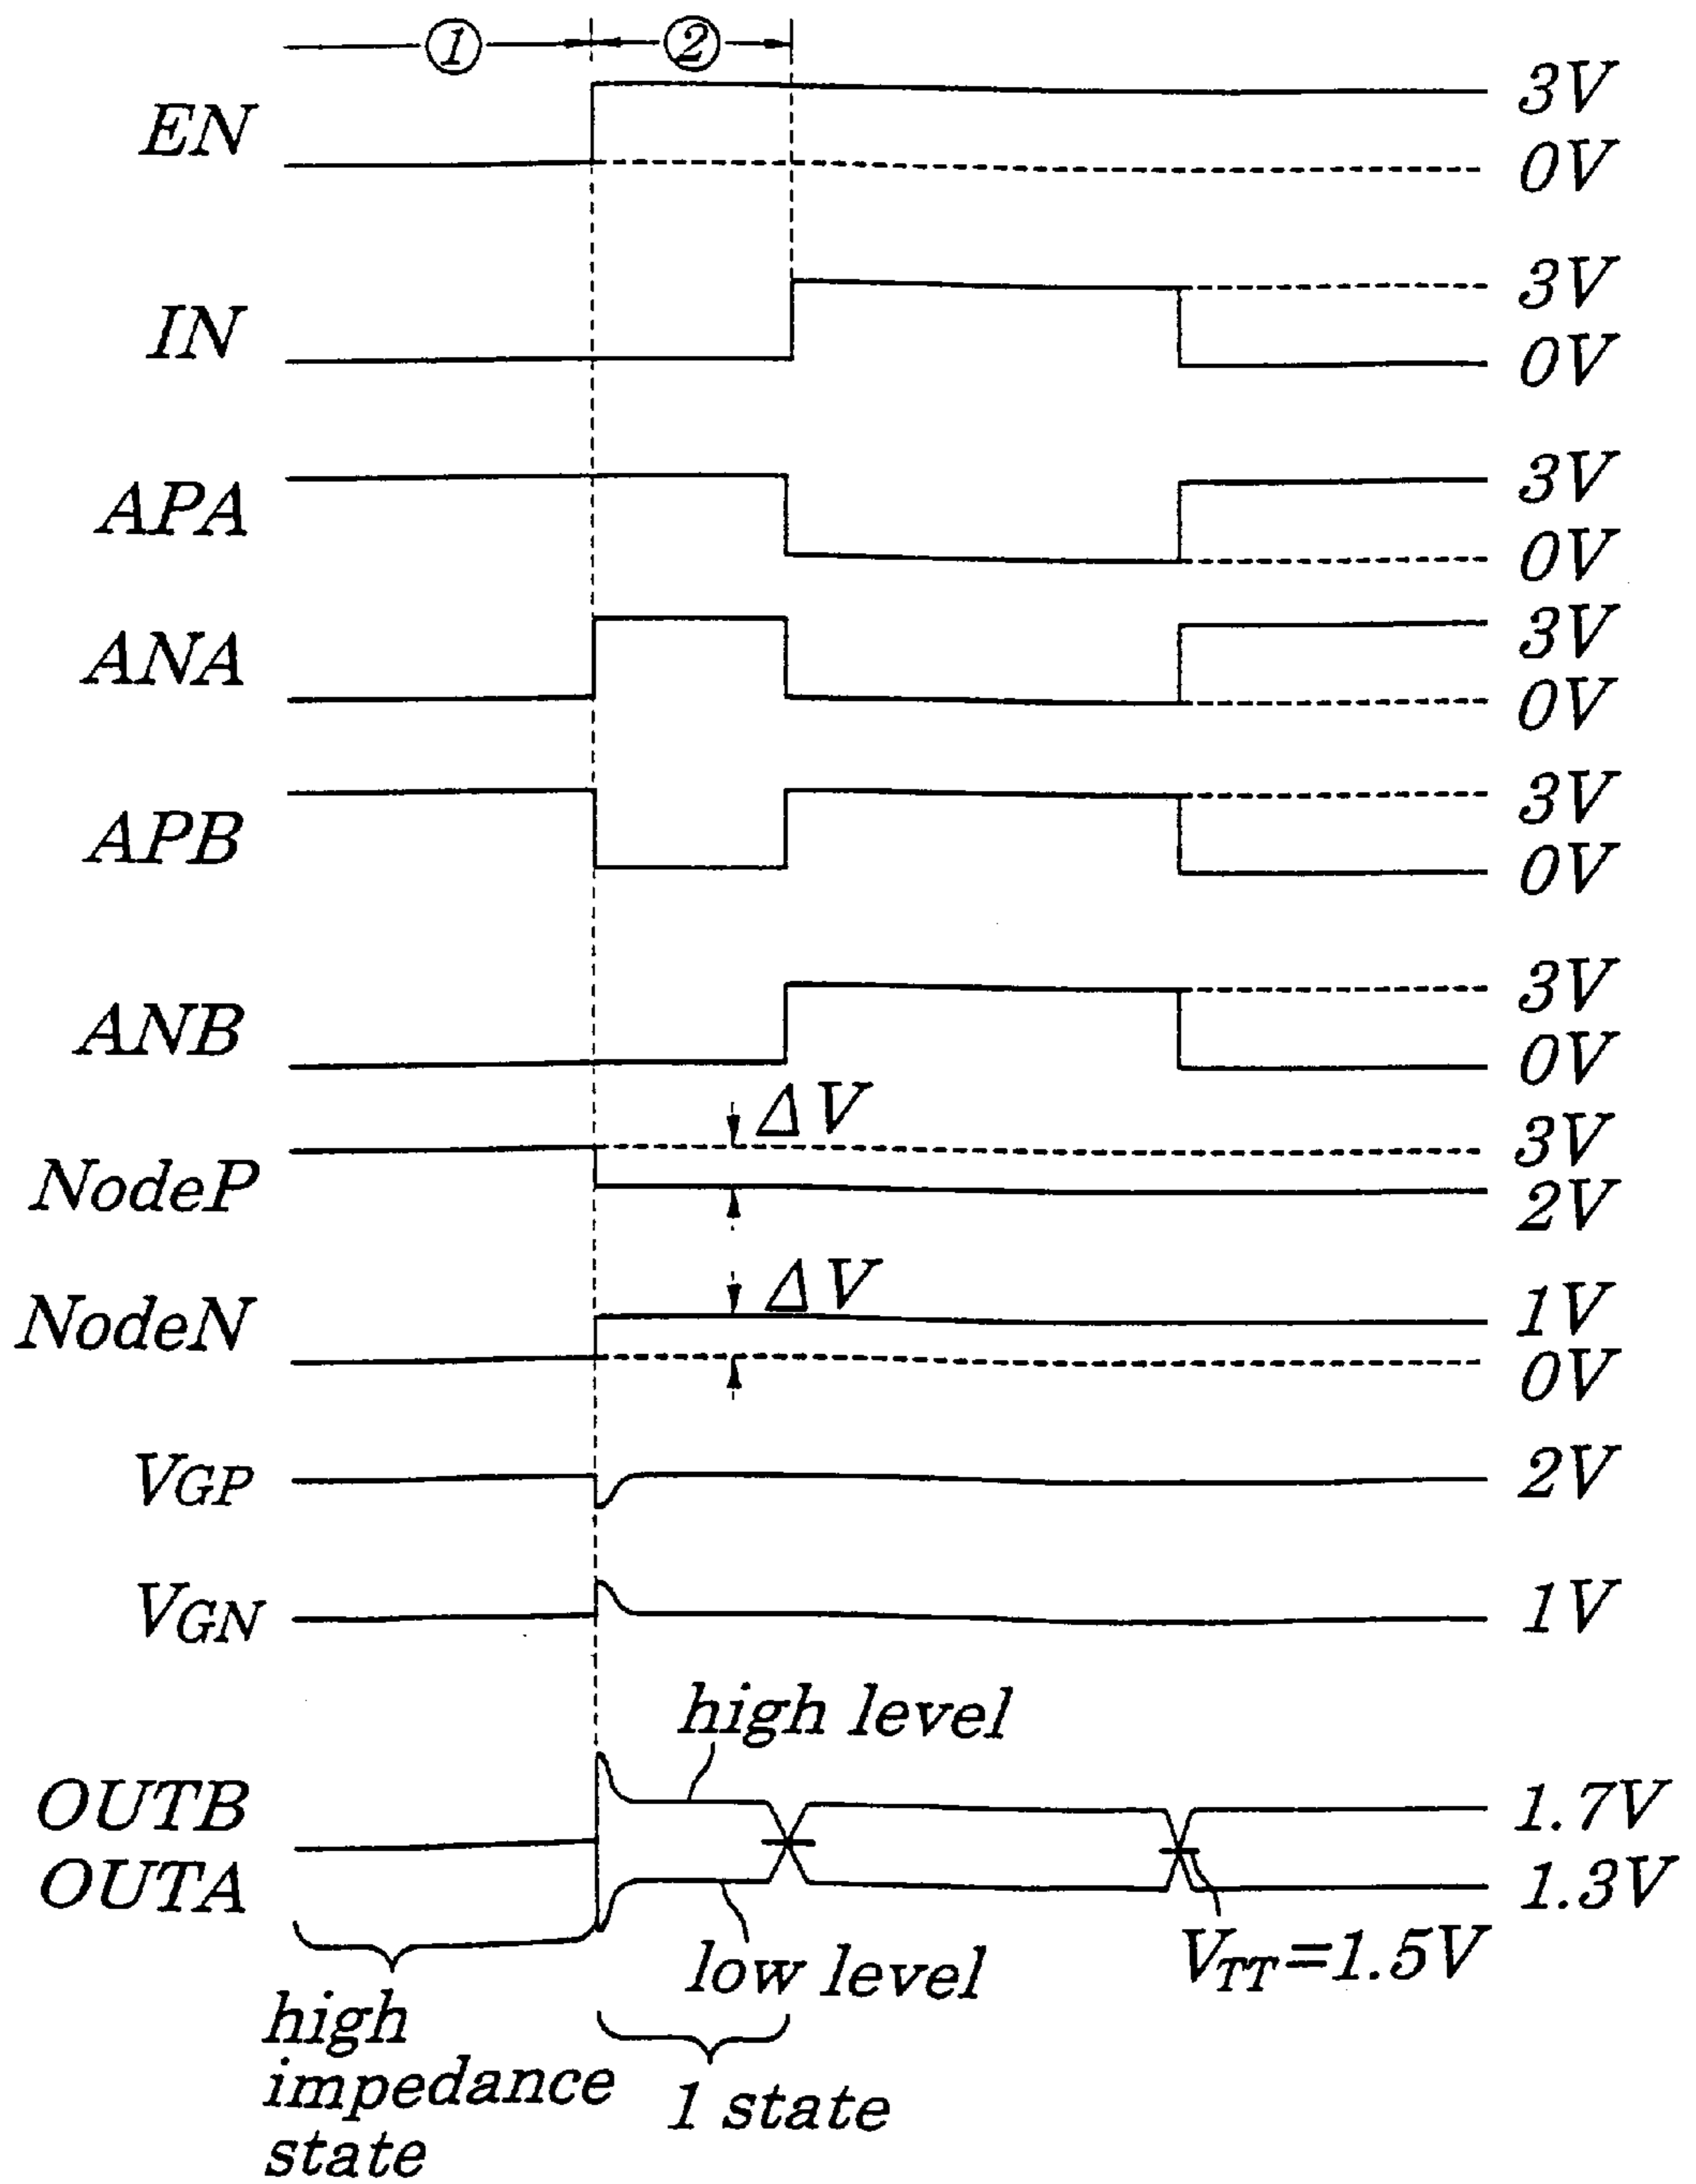 ① ②
EN 3V
0V
IN 3V
0V
APA 3V
0V
ANA 3V
0V
APB 3V
0V
ANB 3V
0V
ΔV
NodeP 3V
2V
ΔV
NodeN 1V
0V
VGP 2V
VGN 1V
high level
OUTB 1.7V
OUTA 1.3V
low level VTT=1.5V
high
impedance
state
1 state